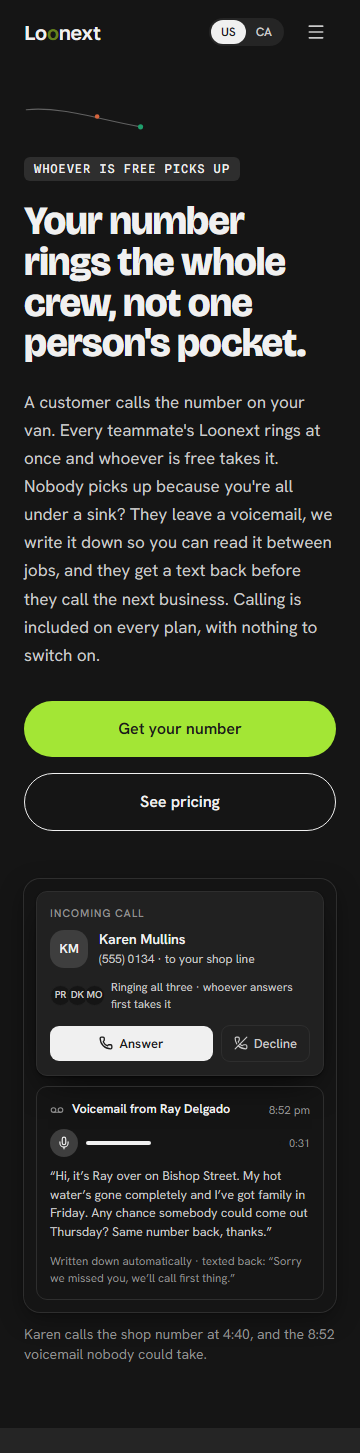 Loonext
US CA
WHOEVER IS FREE PICKS UP
Your number
rings the whole
crew, not one
person's pocket.
A customer calls the number on your
van. Every teammate's Loonext rings at
once and whoever is free takes it.
Nobody picks up because you're all
under a sink? They leave a voicemail, we
write it down so you can read it between
jobs, and they get a text back before
they call the next business. Calling is
included on every plan, with nothing to
switch on.
Get your number
See pricing
INCOMING CALL
KM
Karen Mullins
(555) 0134 · to your shop line
PR DK MO
Ringing all three · whoever answers
first takes it
Answer
Decline
Voicemail from Ray Delgado 8:52 pm
0:31
“Hi, it’s Ray over on Bishop Street. My hot
water’s gone completely and I’ve got family in
Friday. Any chance somebody could come out
Thursday? Same number back, thanks.”
Written down automatically · texted back: “Sorry
we missed you, we’ll call first thing.”
Karen calls the shop number at 4:40, and the 8:52
voicemail nobody could take.